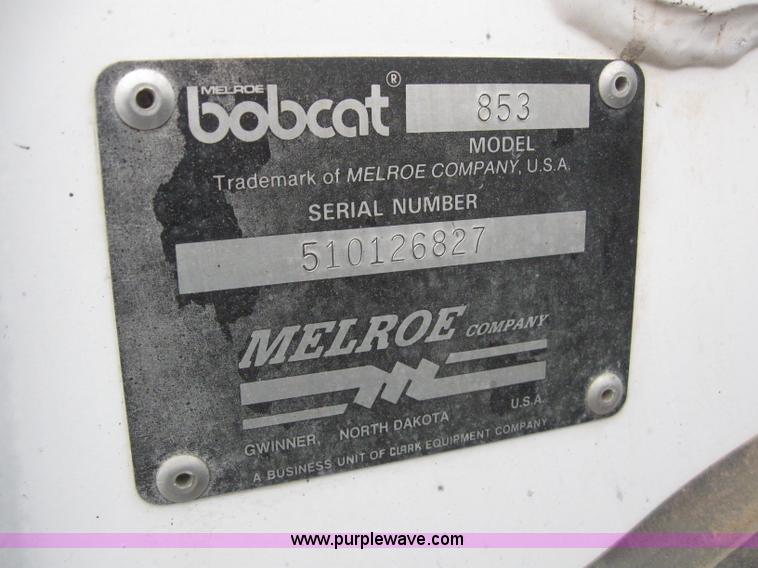 MELROE
bobcat® 853
MODEL
Trademark of MELROE COMPANY, U.S.A.
SERIAL NUMBER
510126827
MELROE COMPANY
GWINNER, NORTH DAKOTA U.S.A.
A BUSINESS UNIT OF CLARK EQUIPMENT COMPANY
www.purplewave.com